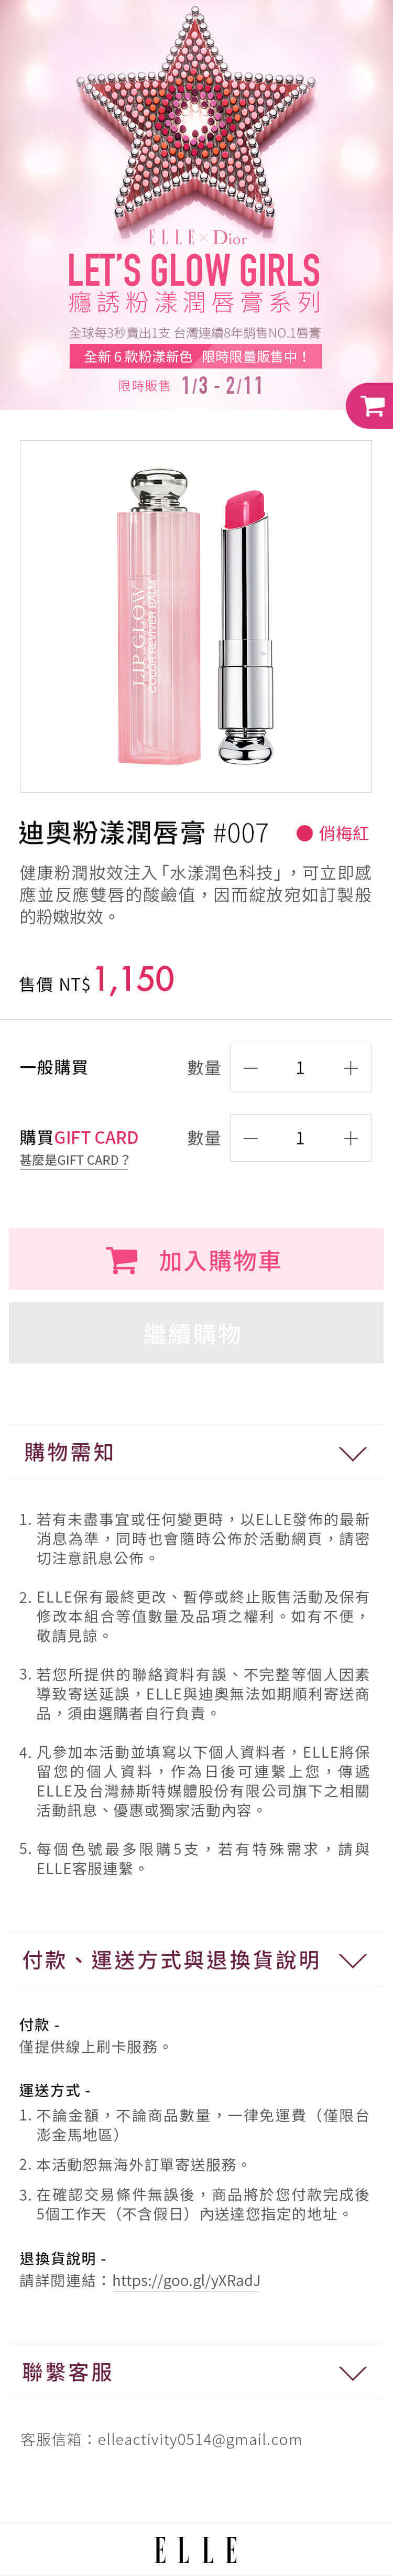 ELLE×Dior
LET'S GLOW GIRLS
癮誘粉漾潤唇膏系列
全球每3秒賣出1支 台灣連續8年銷售NO.1唇膏
全新 6 款粉漾新色 限時限量販售中！
限時販售 1/3 - 2/11
LIP GLOW
COLOR REVIVER BALM
迪奧粉漾潤唇膏 #007
俏梅紅
健康粉潤妝效注入「水漾潤色科技」，可立即感
應並反應雙唇的酸鹼值，因而綻放宛如訂製般
的粉嫩妝效。
售價 NT$1,150
一般購買 數量 — 1 +
購買GIFT CARD 數量 — 1 +
甚麼是GIFT CARD？
加入購物車
繼續購物
購物需知
1. 若有未盡事宜或任何變更時，以ELLE發佈的最新
消息為準，同時也會隨時公佈於活動網頁，請密
切注意訊息公佈。
2. ELLE保有最終更改、暫停或終止販售活動及保有
修改本組合等值數量及品項之權利。如有不便，
敬請見諒。
3. 若您所提供的聯絡資料有誤、不完整等個人因素
導致寄送延誤，ELLE與迪奧無法如期順利寄送商
品，須由選購者自行負責。
4. 凡參加本活動並填寫以下個人資料者，ELLE將保
留您的個人資料，作為日後可連繫上您，傳遞
ELLE及台灣赫斯特媒體股份有限公司旗下之相關
活動訊息、優惠或獨家活動內容。
5. 每個色號最多限購5支，若有特殊需求，請與
ELLE客服連繫。
付款、運送方式與退換貨說明
付款 -
僅提供線上刷卡服務。
運送方式 -
1. 不論金額，不論商品數量，一律免運費（僅限台
澎金馬地區）
2. 本活動恕無海外訂單寄送服務。
3. 在確認交易條件無誤後，商品將於您付款完成後
5個工作天（不含假日）內送達您指定的地址。
退換貨說明 -
請詳閱連結：https://goo.gl/yXRadJ
聯繫客服
客服信箱：elleactivity0514@gmail.com
ELLE